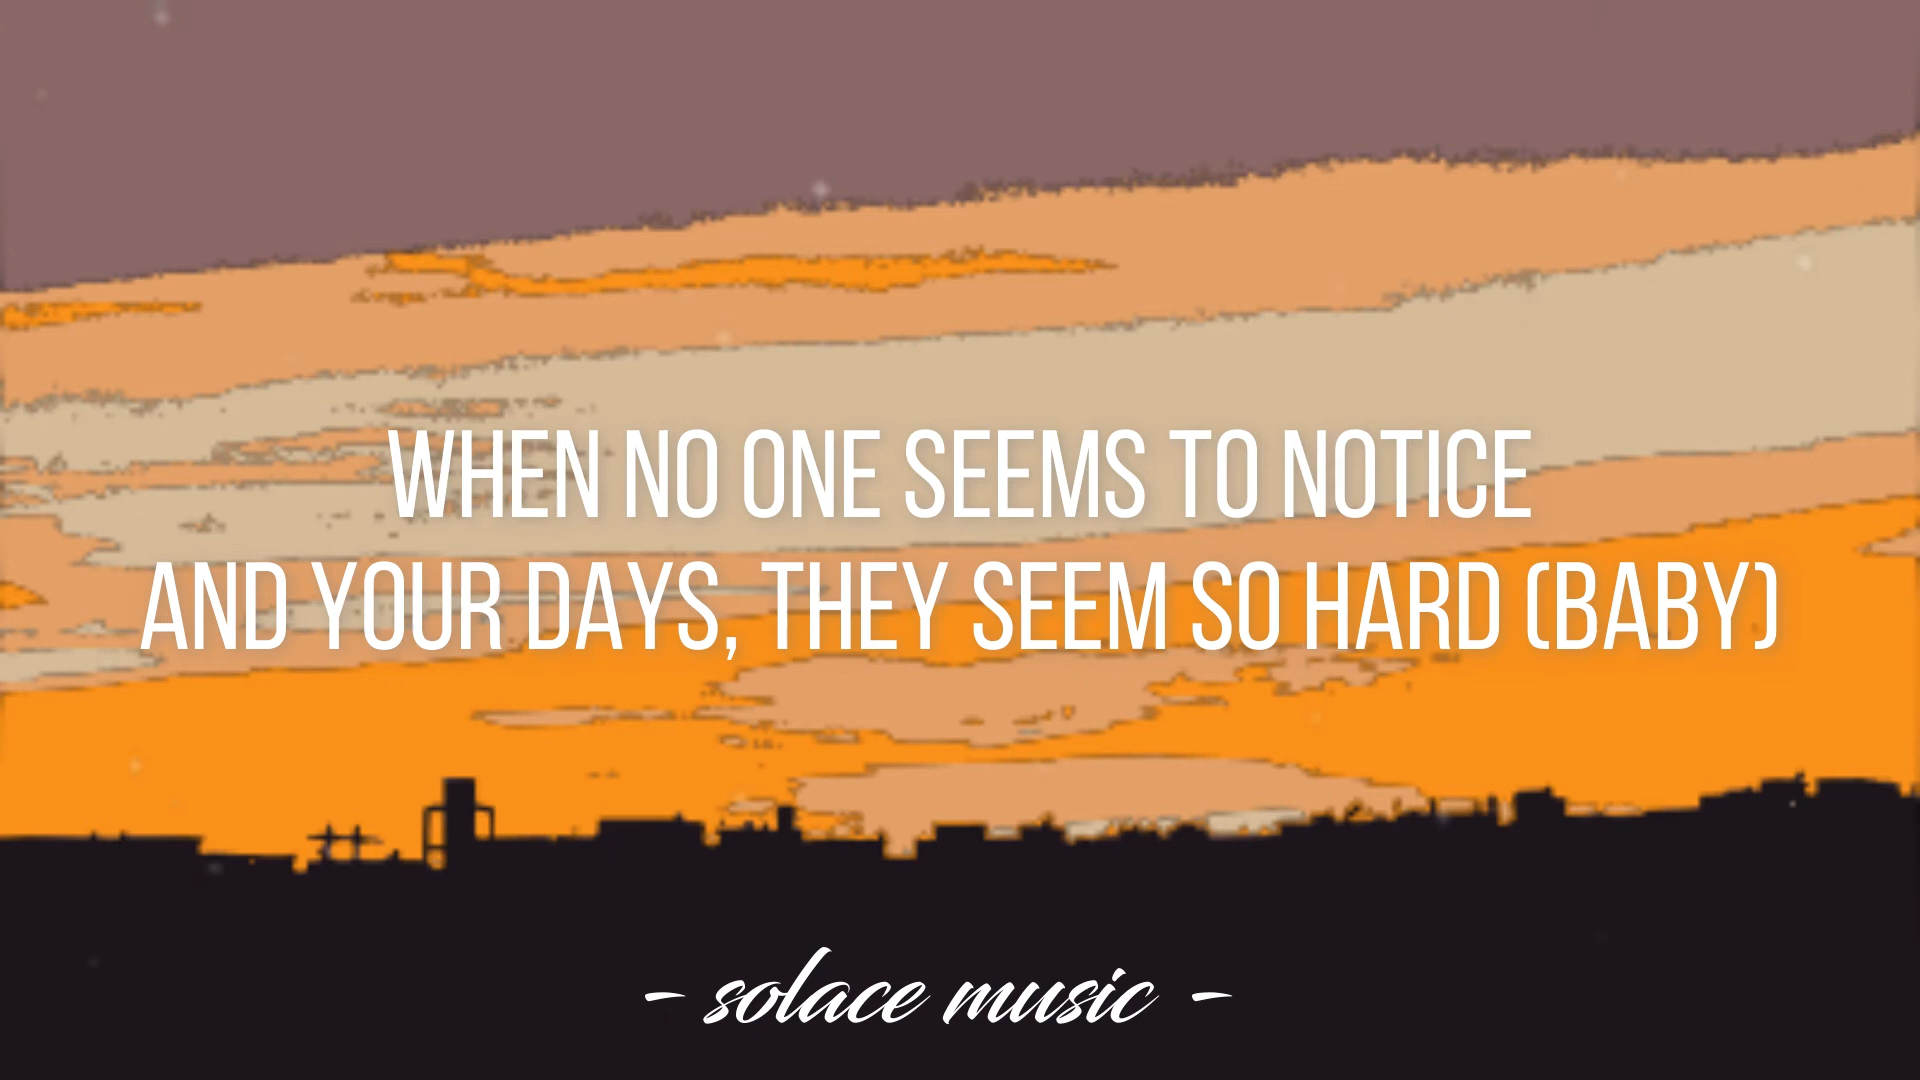 WHEN NO ONE SEEMS TO NOTICE
AND YOUR DAYS, THEY SEEM SO HARD (BABY)
- solace music -